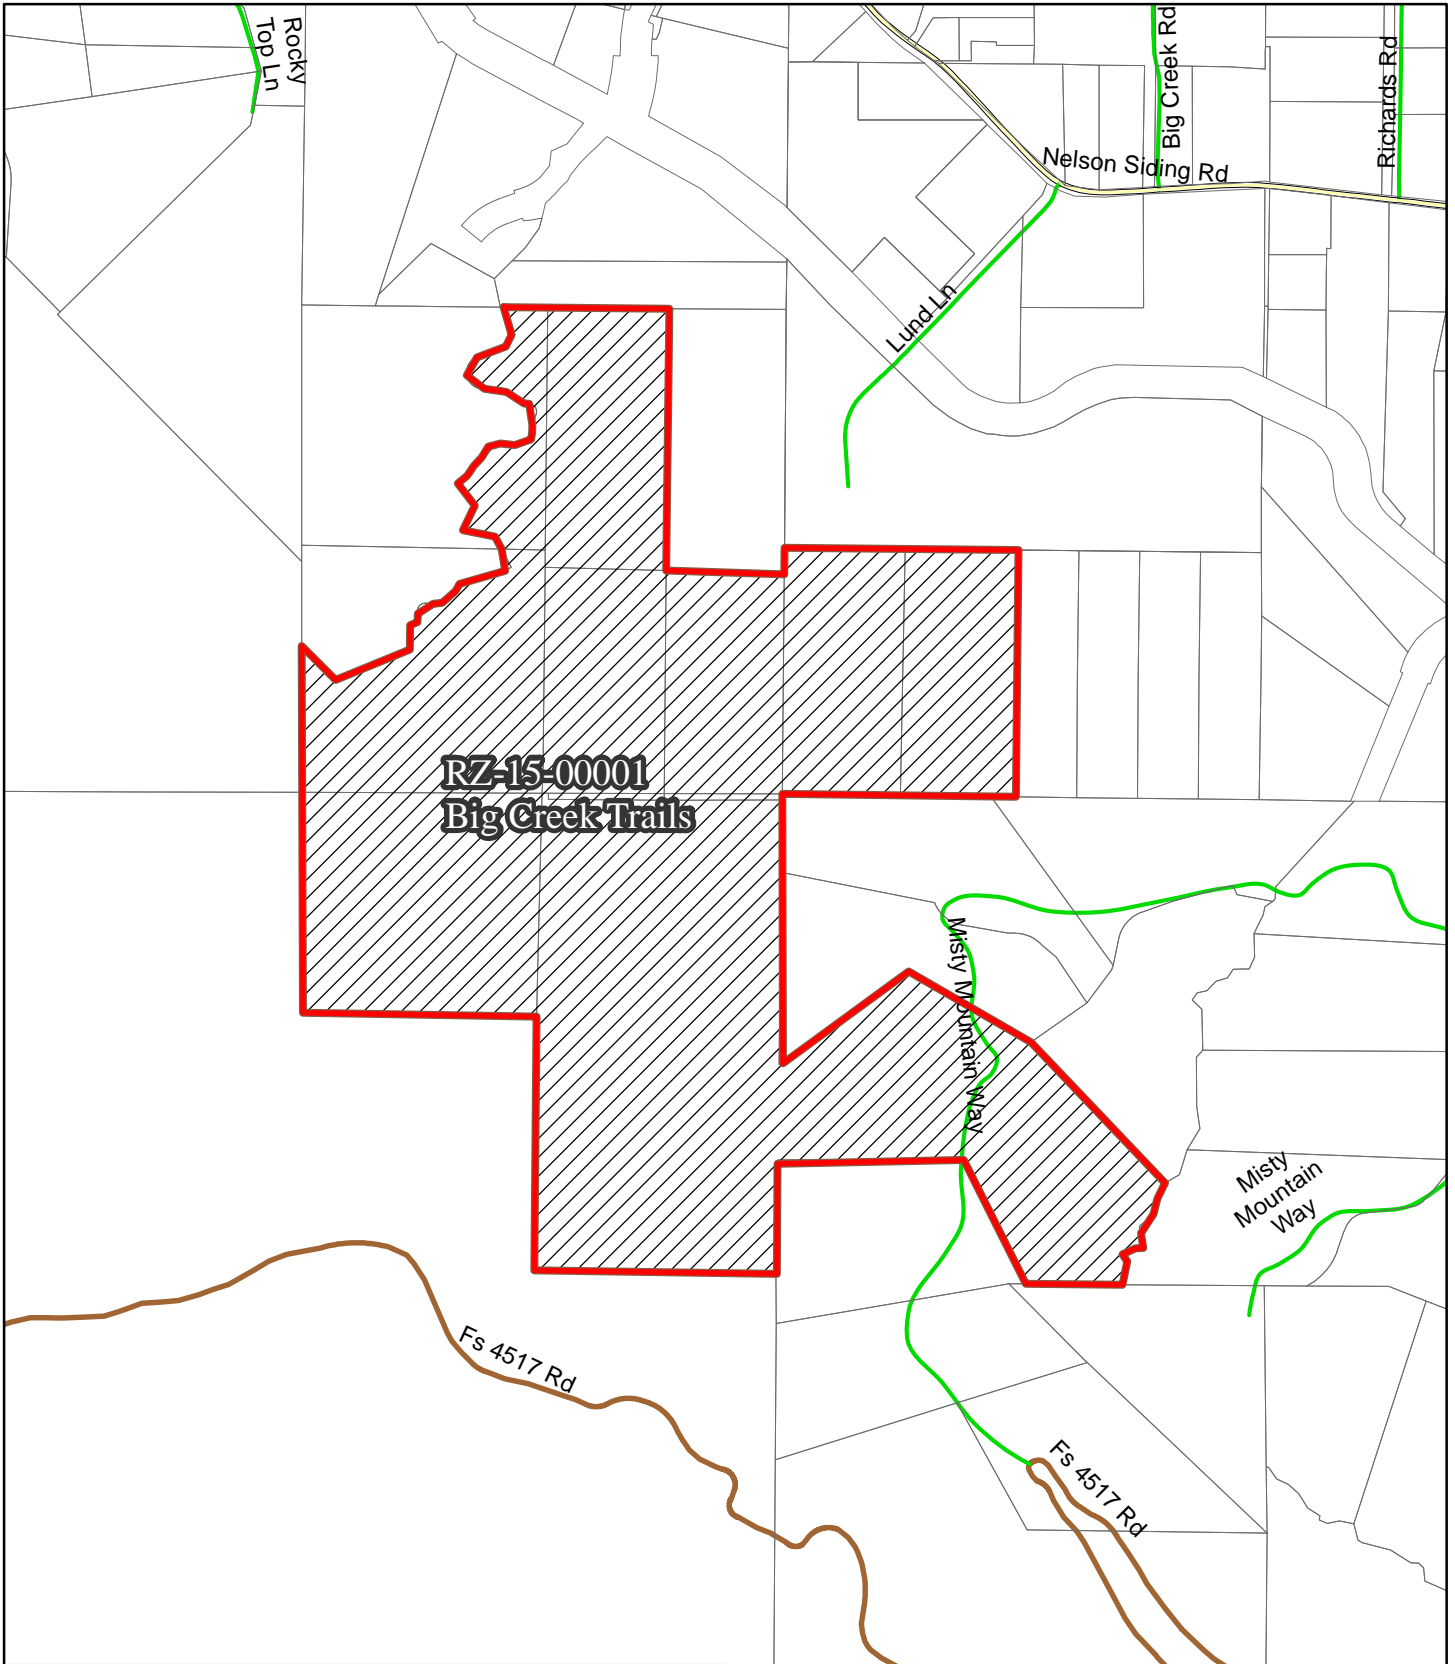 Rocky
Top Ln
Big Creek Rd
Richards Rd
Nelson Siding Rd
Lund Ln
RZ-15-00001
Big Creek Trails
Misty Mountain Way
Misty
Mountain
Way
Fs 4517 Rd
Fs 4517 Rd